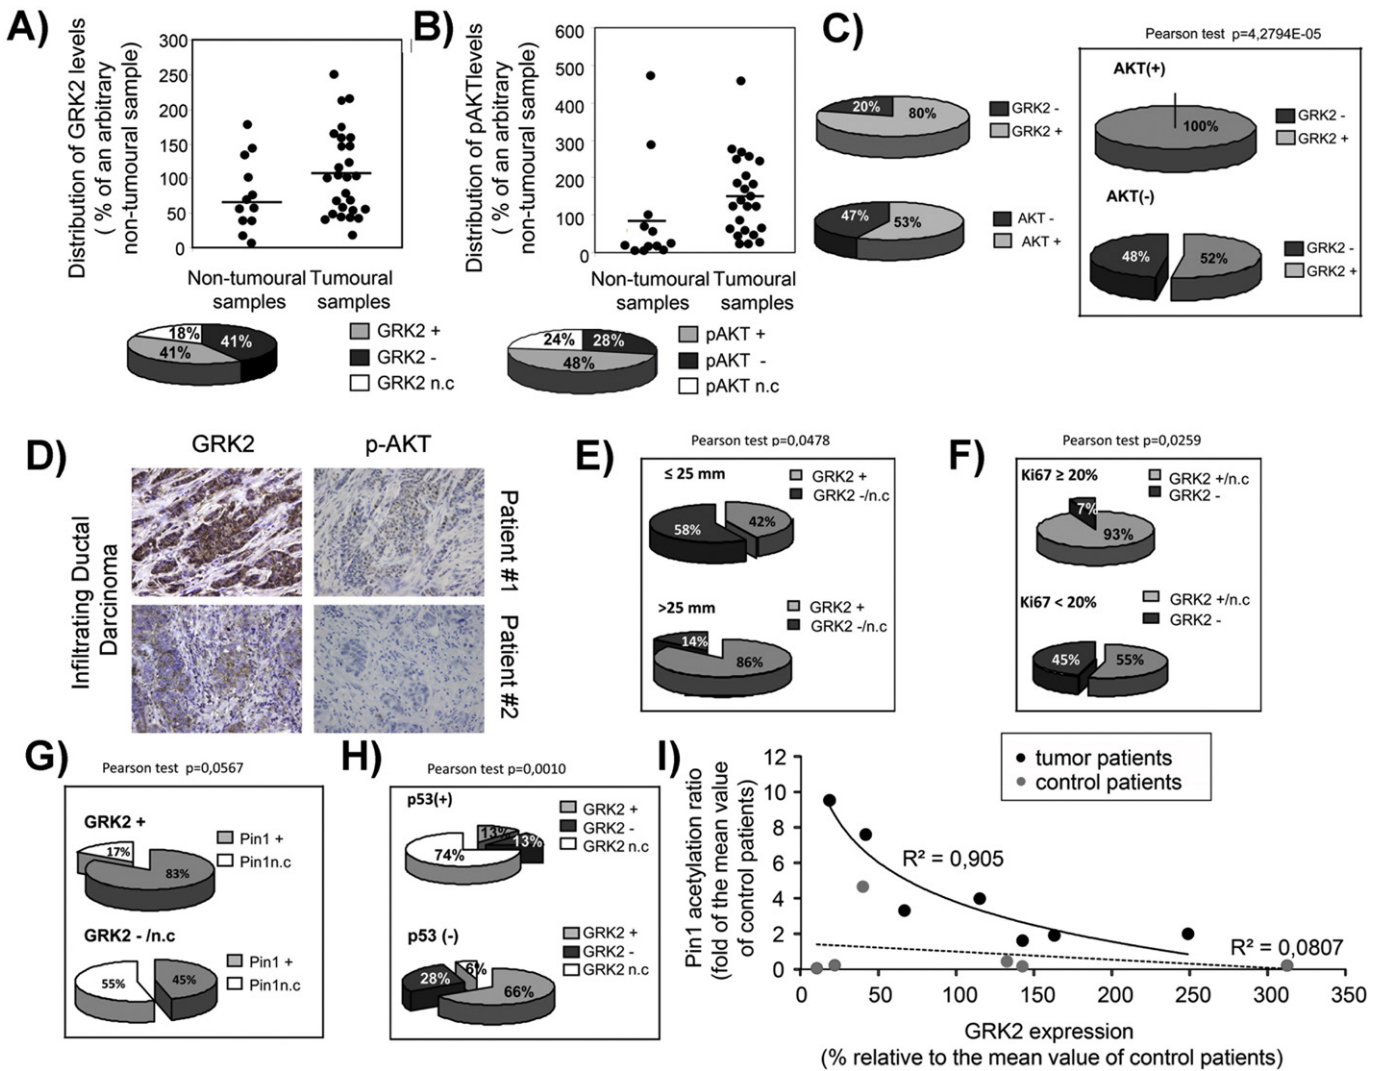 A)
Distribution of GRK2 levels
( % of an arbitrary
non-tumoural sample)
300
250
200
150
100
50
0
Non-tumoural Tumoural
samples samples
18%
41%
41%
GRK2 +
GRK2 -
GRK2 n.c
B)
Distribution of pAKTlevels
( % of an arbitrary
non-tumoural sample)
600
500
400
300
200
100
0
Non-tumoural Tumoural
samples samples
24%
28%
48%
pAKT +
pAKT -
pAKT n.c
C)
20%
80%
GRK2 -
GRK2 +
47%
53%
AKT -
AKT +
Pearson test p=4,2794E-05
AKT(+)
100%
GRK2 -
GRK2 +
AKT(-)
48%
52%
GRK2 -
GRK2 +
D)
GRK2 p-AKT
Infiltrating Ductal
Darcinoma
Patient #1
Patient #2
E)
Pearson test p=0,0478
≤ 25 mm
GRK2 +
GRK2 -/n.c
58%
42%
>25 mm
GRK2 +
GRK2 -/n.c
14%
86%
F)
Pearson test p=0,0259
Ki67 ≥ 20%
GRK2 +/n.c
GRK2 -
7%
93%
Ki67 < 20%
GRK2 +/n.c
GRK2 -
45%
55%
G)
Pearson test p=0,0567
GRK2 +
Pin1 +
Pin1n.c
17%
83%
GRK2 -/n.c
Pin1 +
Pin1n.c
55%
45%
H)
Pearson test p=0,0010
p53(+)
GRK2 +
GRK2 -
GRK2 n.c
13%
13%
74%
p53 (-)
GRK2 +
GRK2 -
GRK2 n.c
28%
6%
66%
I)
tumor patients
control patients
Pin1 acetylation ratio
(fold of the mean value
of control patients)
12
10
8
6
4
2
0
R² = 0,905
R² = 0,0807
0 50 100 150 200 250 300 350
GRK2 expression
(% relative to the mean value of control patients)